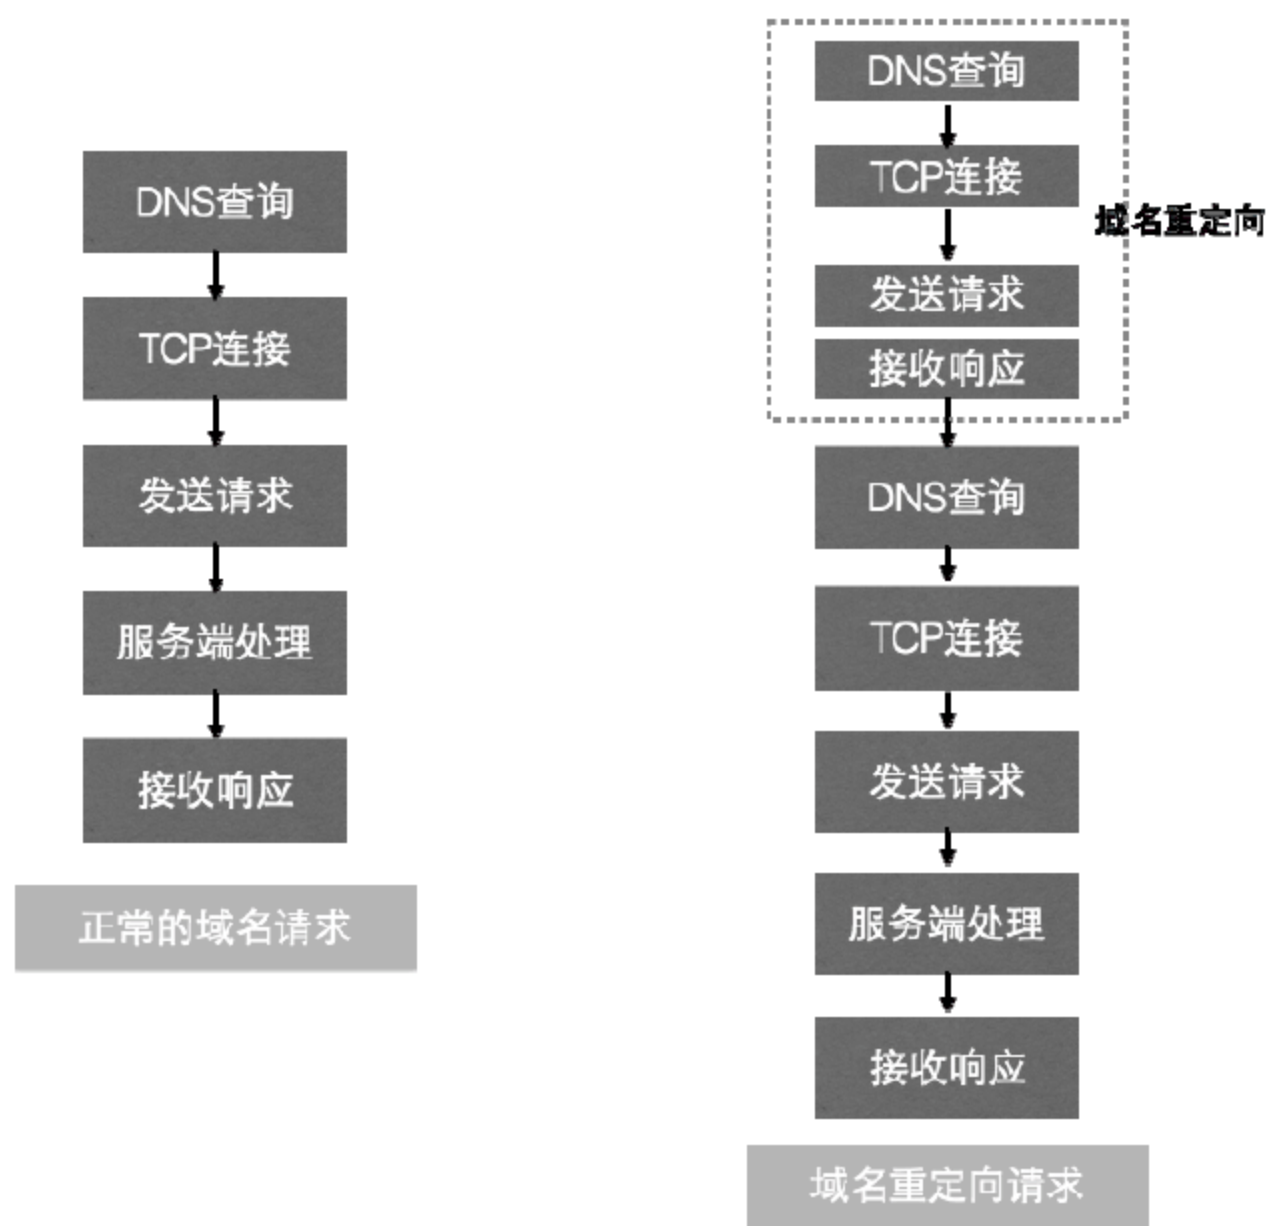 DNS查询
TCP连接
发送请求
服务端处理
接收响应
正常的域名请求
DNS查询
TCP连接
域名重定向
发送请求
接收响应
DNS查询
TCP连接
发送请求
服务端处理
接收响应
域名重定向请求